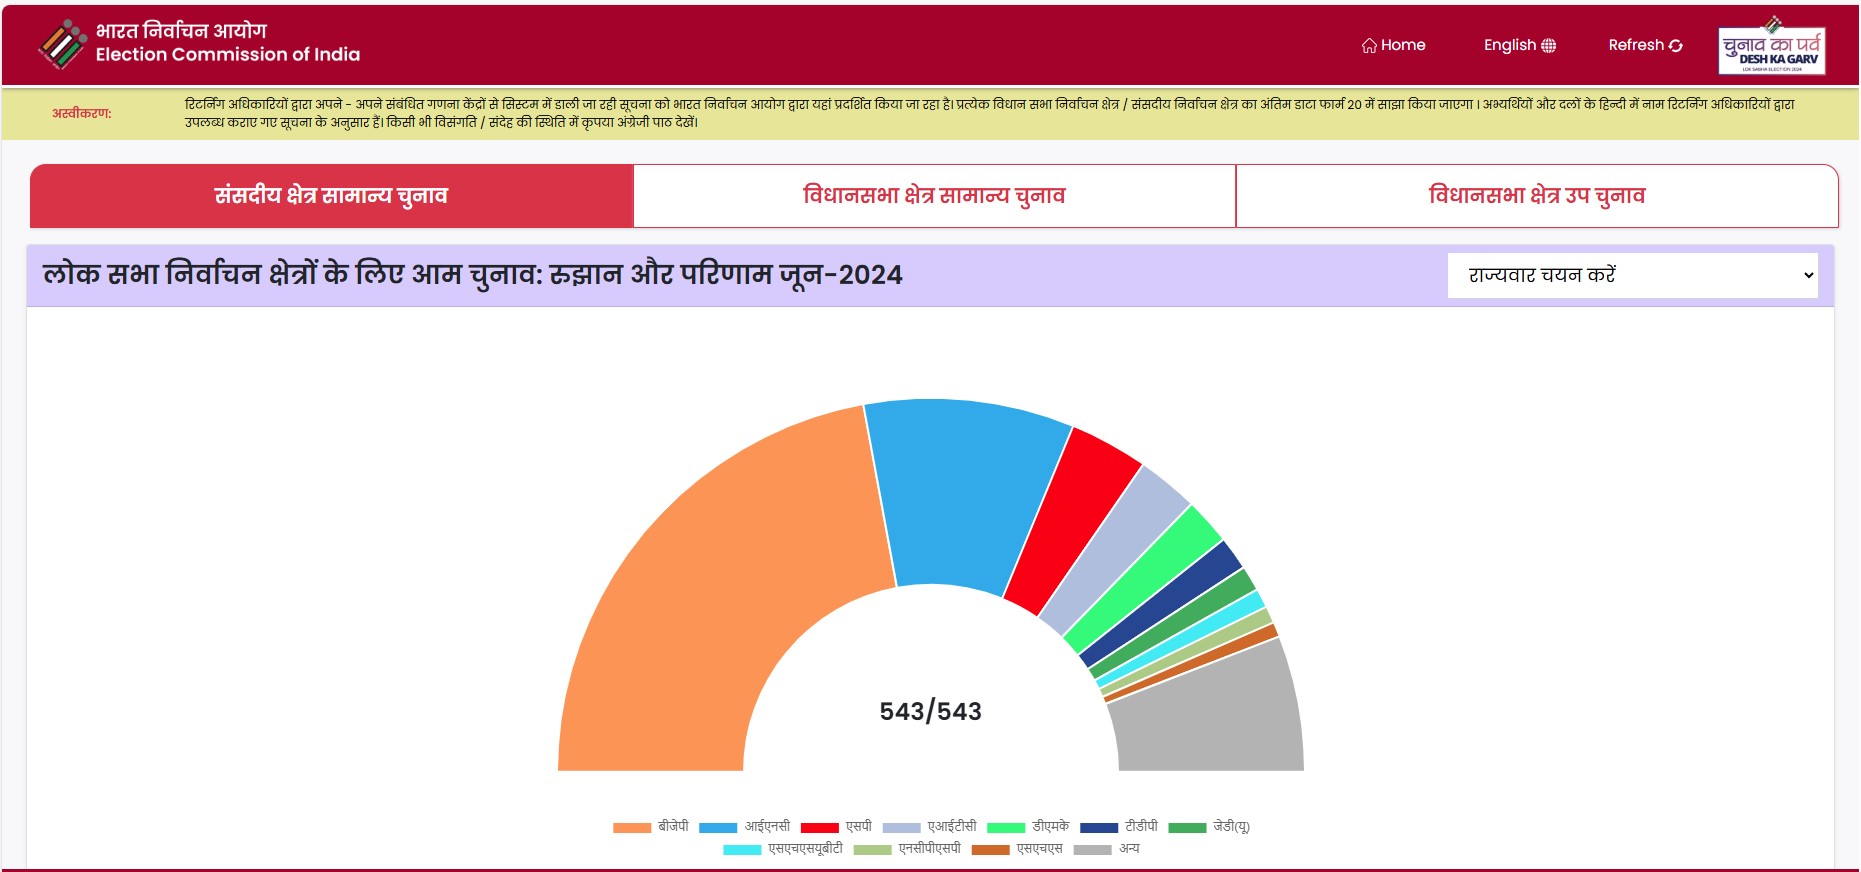 भारत निर्वाचन आयोग
Election Commission of India
Home
English
Refresh
चुनाव का पर्व
DESH KA GARV
LOK SABHA ELECTION 2024
अस्वीकरण:
रिटर्निंग अधिकारियों द्वारा अपने - अपने संबंधित गणना केंद्रों से सिस्टम में डाली जा रही सूचना को भारत निर्वाचन आयोग द्वारा यहां प्रदर्शित किया जा रहा है। प्रत्येक विधान सभा निर्वाचन क्षेत्र / संसदीय निर्वाचन क्षेत्र का अंतिम डाटा फार्म 20 में साझा किया जाएगा । अभ्यर्थियों और दलों के हिन्दी में नाम रिटर्निंग अधिकारियों द्वारा
उपलब्ध कराए गए सूचना के अनुसार हैं। किसी भी विसंगति / संदेह की स्थिति में कृपया अंग्रेजी पाठ देखें।
संसदीय क्षेत्र सामान्य चुनाव
विधानसभा क्षेत्र सामान्य चुनाव
विधानसभा क्षेत्र उप चुनाव
लोक सभा निर्वाचन क्षेत्रों के लिए आम चुनाव: रुझान और परिणाम जून-2024
राज्यवार चयन करें
543/543
बीजेपी आईएनसी एसपी एआईटीसी डीएमके टीडीपी जेडी(यू)
एसएचएसयूबीटी एनसीपीएसपी एसएचएस अन्य